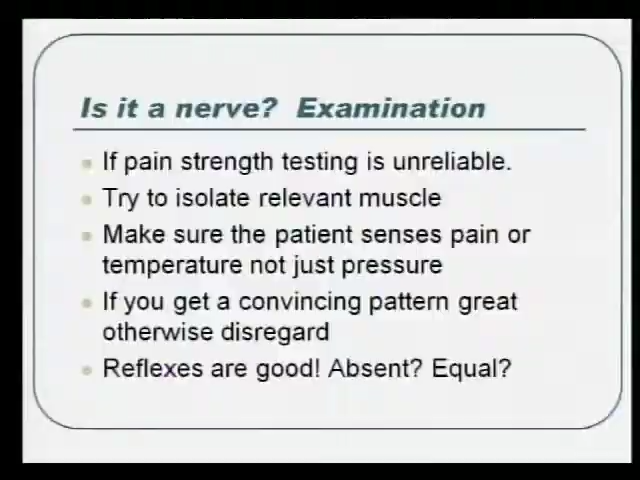 Is it a nerve? Examination
If pain strength testing is unreliable.
Try to isolate relevant muscle
Make sure the patient senses pain or
temperature not just pressure
If you get a convincing pattern great
otherwise disregard
Reflexes are good! Absent? Equal?